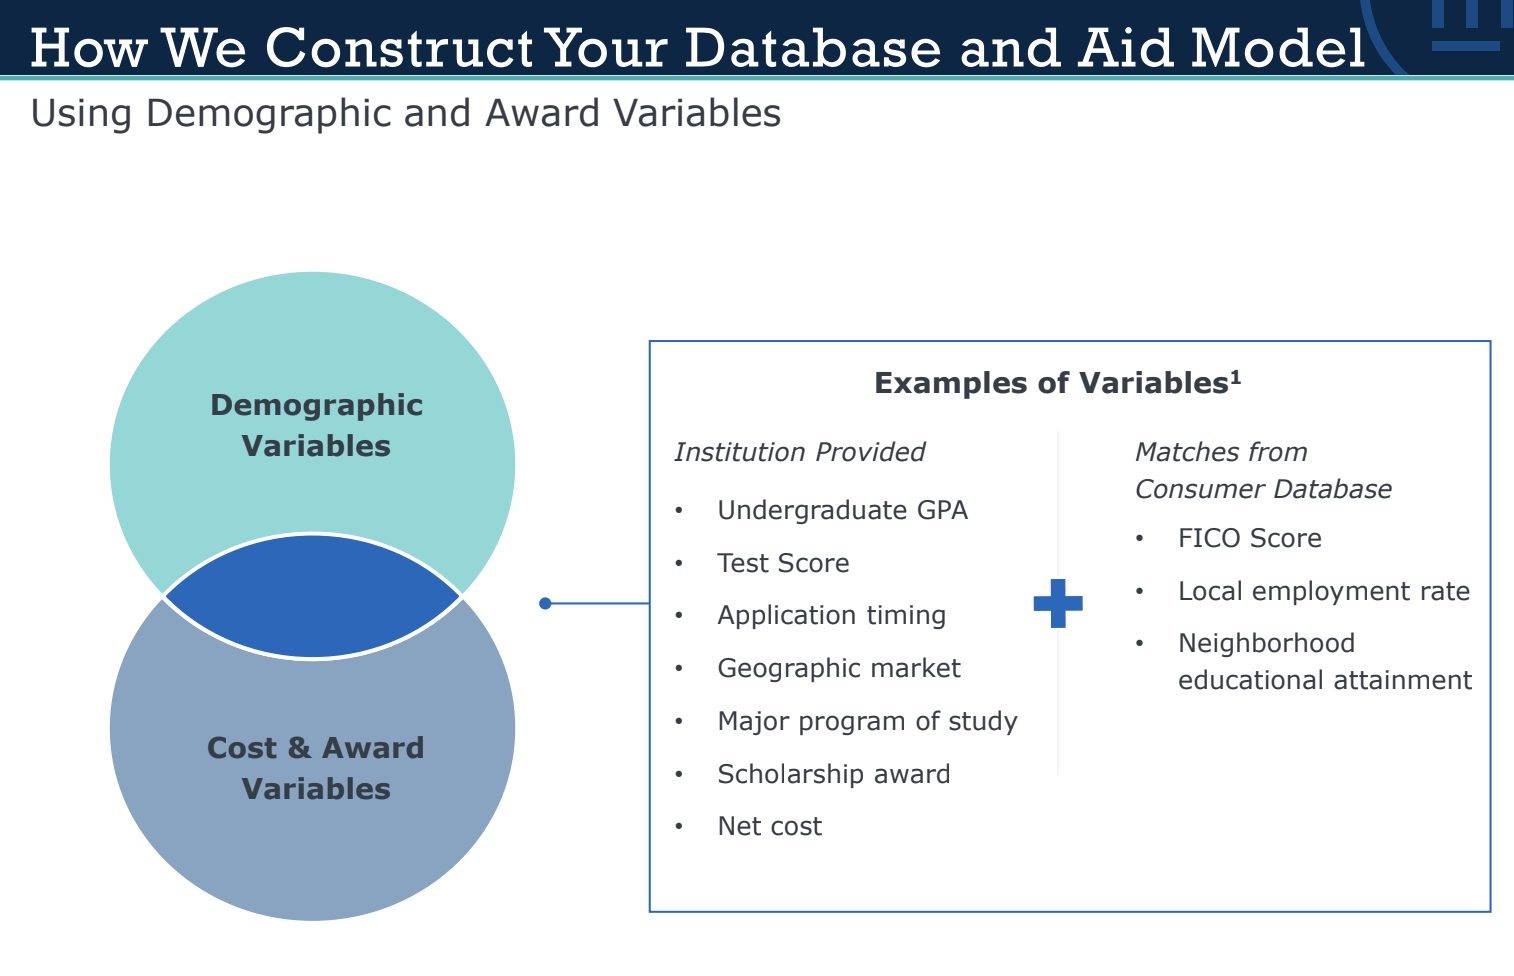 How We Construct Your Database and Aid Model
Using Demographic and Award Variables
Demographic
Variables
Cost & Award
Variables
Examples of Variables¹
Institution Provided
• Undergraduate GPA
• Test Score
• Application timing
• Geographic market
• Major program of study
• Scholarship award
• Net cost
Matches from
Consumer Database
• FICO Score
• Local employment rate
• Neighborhood
educational attainment